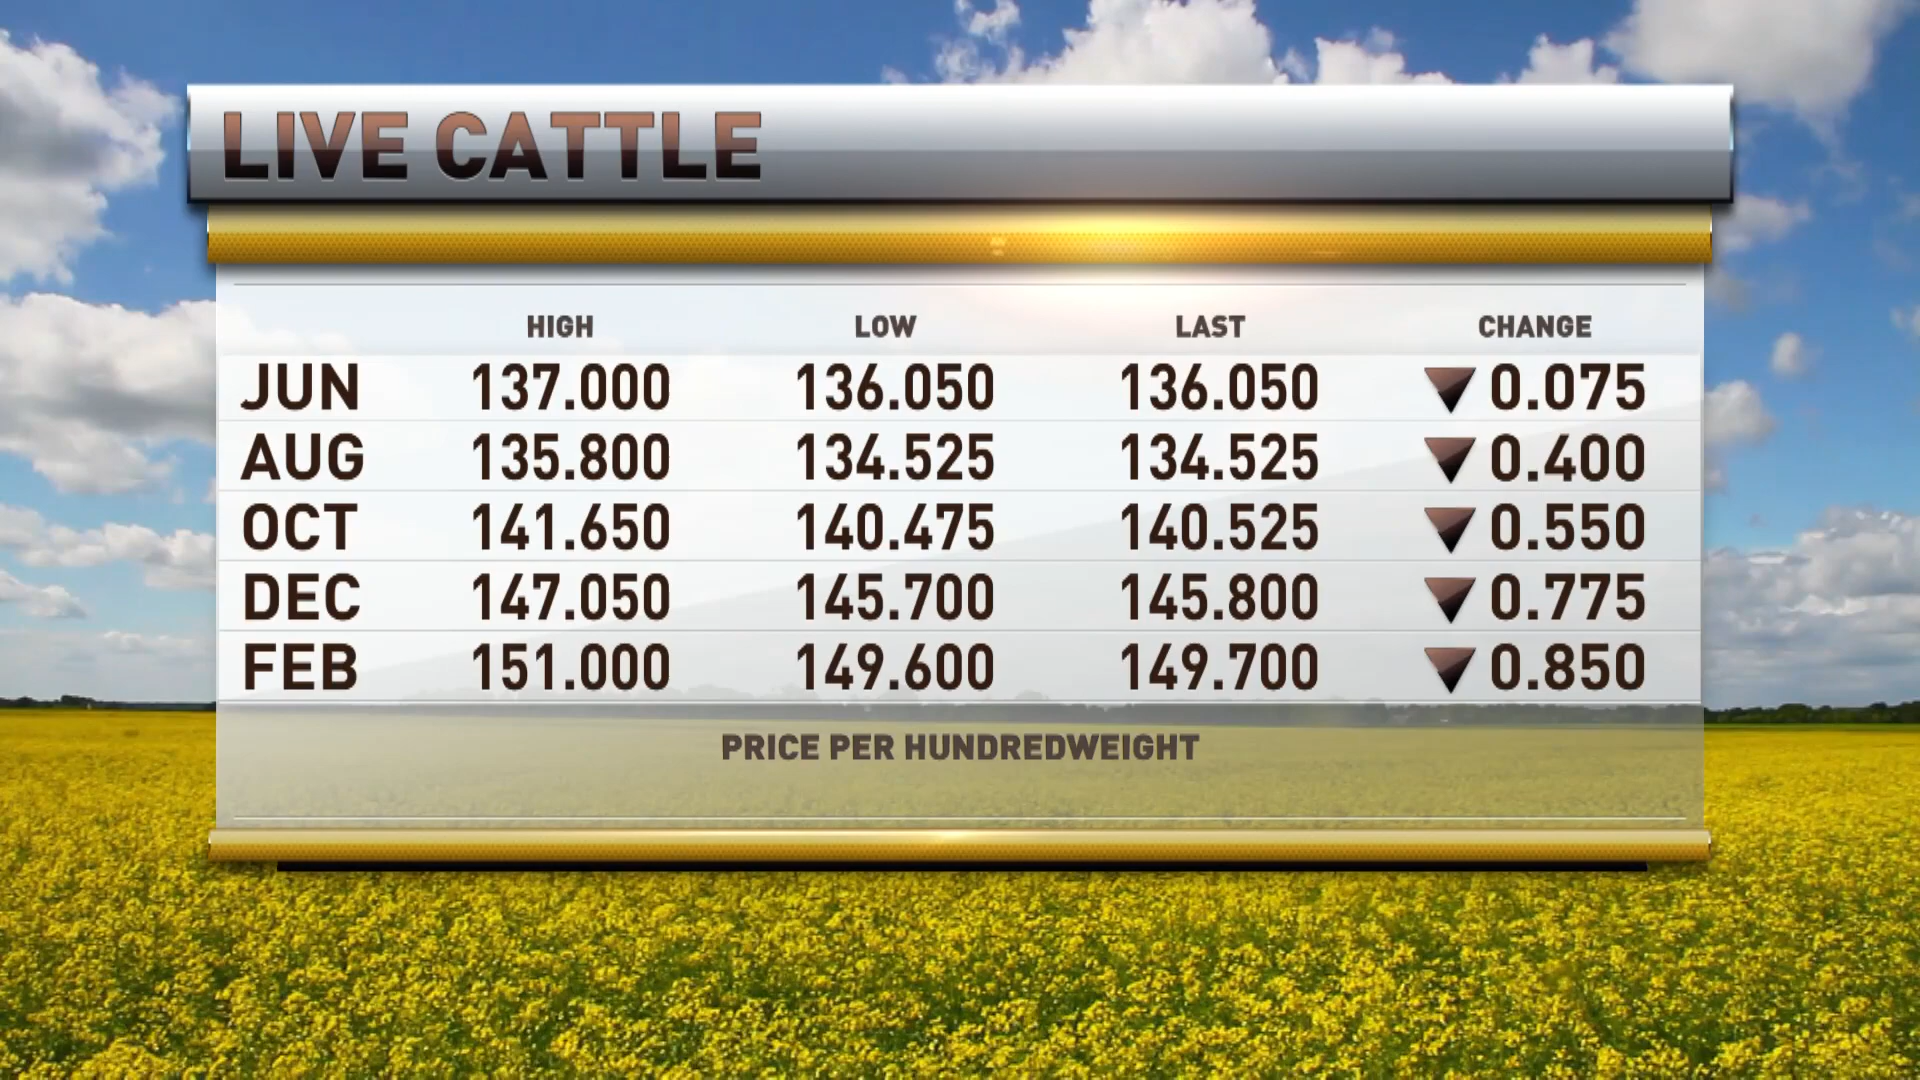 LIVE CATTLE
HIGH LOW LAST CHANGE
JUN 137.000 136.050 136.050 ▼ 0.075
AUG 135.800 134.525 134.525 ▼ 0.400
OCT 141.650 140.475 140.525 ▼ 0.550
DEC 147.050 145.700 145.800 ▼ 0.775
FEB 151.000 149.600 149.700 ▼ 0.850
PRICE PER HUNDREDWEIGHT